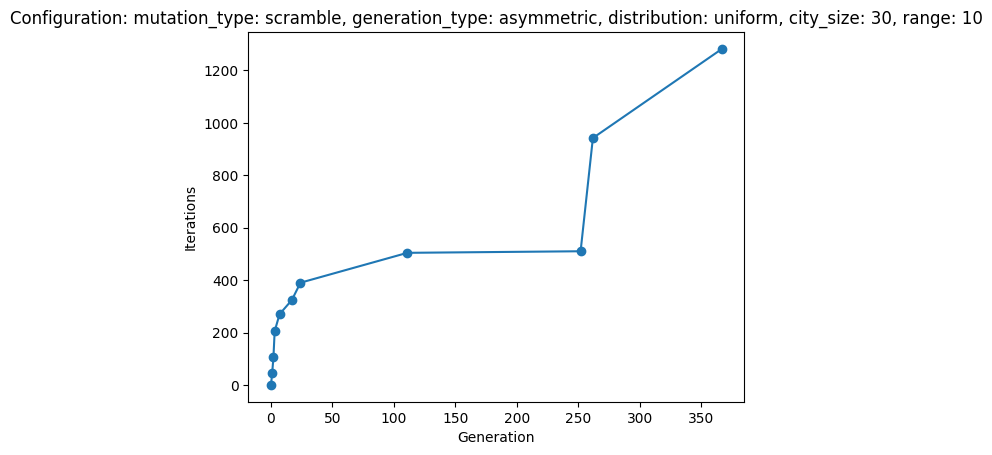 Configuration: mutation_type: scramble, generation_type: asymmetric, distribution: uniform, city_size: 30, range: 10
1200
1000
800
600
400
200
0
Iterations
0 50 100 150 200 250 300 350
Generation